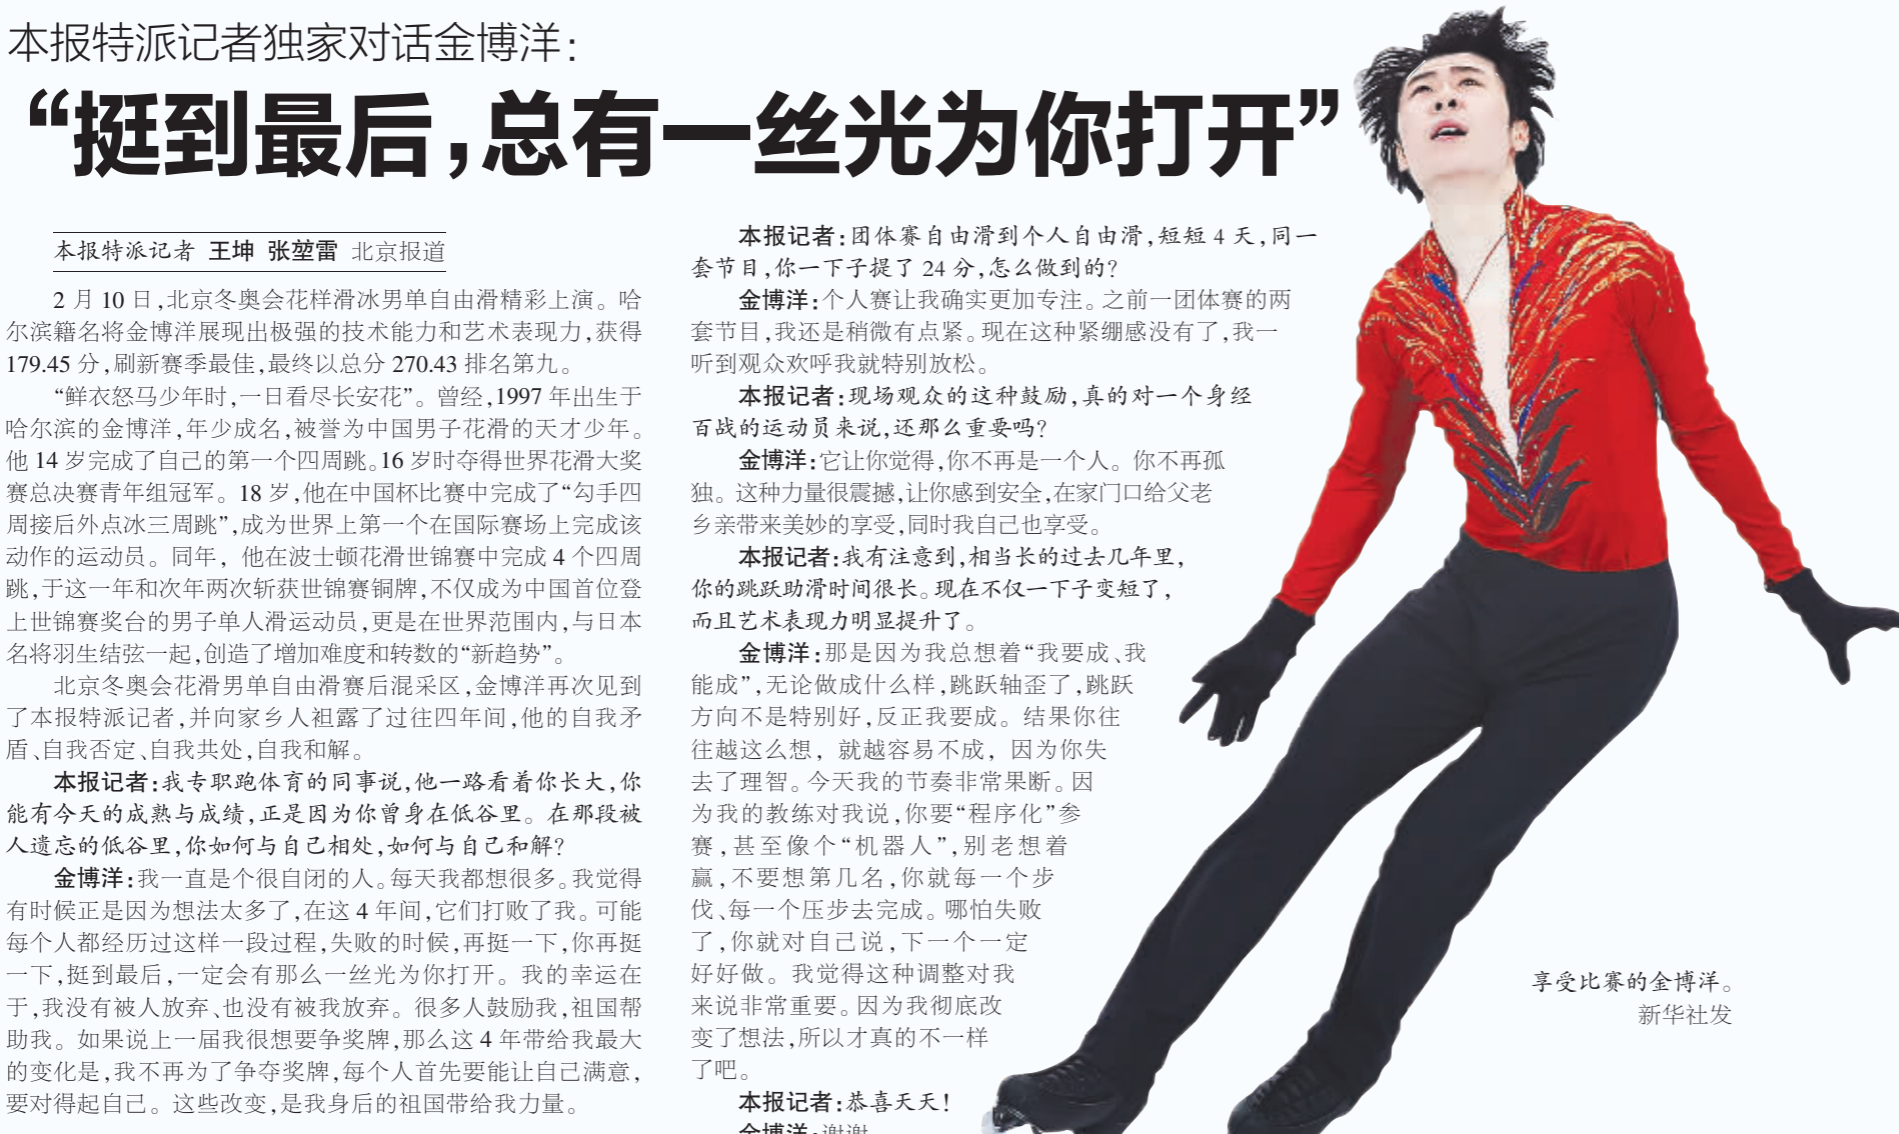 本报特派记者独家对话金博洋：
“挺到最后，总有一丝光为你打开”
本报特派记者 王坤 张堃雷 北京报道
2 月 10 日，北京冬奥会花样滑冰男单自由滑精彩上演。哈
尔滨籍名将金博洋展现出极强的技术能力和艺术表现力，获得
179.45 分，刷新赛季最佳，最终以总分 270.43 排名第九。
“鲜衣怒马少年时，一日看尽长安花”。曾经，1997 年出生于
哈尔滨的金博洋，年少成名，被誉为中国男子花滑的天才少年。
他 14 岁完成了自己的第一个四周跳。16 岁时夺得世界花滑大奖
赛总决赛青年组冠军。18 岁，他在中国杯比赛中完成了“勾手四
周接后外点冰三周跳”，成为世界上第一个在国际赛场上完成该
动作的运动员。同年，他在波士顿花滑世锦赛中完成 4 个四周
跳，于这一年和次年两次斩获世锦赛铜牌，不仅成为中国首位登
上世锦赛奖台的男子单人滑运动员，更是在世界范围内，与日本
名将羽生结弦一起，创造了增加难度和转数的“新趋势”。
北京冬奥会花滑男单自由滑赛后混采区，金博洋再次见到
了本报特派记者，并向家乡人袒露了过往四年间，他的自我矛
盾、自我否定、自我共处，自我和解。
本报记者：我专职跑体育的同事说，他一路看着你长大，你
能有今天的成熟与成绩，正是因为你曾身在低谷里。在那段被
人遗忘的低谷里，你如何与自己相处，如何与自己和解？
金博洋：我一直是个很自闭的人。每天我都想很多。我觉得
有时候正是因为想法太多了，在这 4 年间，它们打败了我。可能
每个人都经历过这样一段过程，失败的时候，再挺一下，你再挺
一下，挺到最后，一定会有那么一丝光为你打开。我的幸运在
于，我没有被人放弃、也没有被我放弃。很多人鼓励我，祖国帮
助我。如果说上一届我很想要争奖牌，那么这 4 年带给我最大
的变化是，我不再为了争夺奖牌，每个人首先要能让自己满意，
要对得起自己。这些改变，是我身后的祖国带给我力量。
本报记者：团体赛自由滑到个人自由滑，短短 4 天，同一
套节目，你一下子提了 24 分，怎么做到的？
金博洋：个人赛让我确实更加专注。之前一团体赛的两
套节目，我还是稍微有点紧。现在这种紧绷感没有了，我一
听到观众欢呼我就特别放松。
本报记者：现场观众的这种鼓励，真的对一个身经
百战的运动员来说，还那么重要吗？
金博洋：它让你觉得，你不再是一个人。你不再孤
独。这种力量很震撼，让你感到安全，在家门口给父老
乡亲带来美妙的享受，同时我自己也享受。
本报记者：我有注意到，相当长的过去几年里，
你的跳跃助滑时间很长。现在不仅一下子变短了，
而且艺术表现力明显提升了。
金博洋：那是因为我总想着“我要成、我
能成”，无论做成什么样，跳跃轴歪了，跳跃
方向不是特别好，反正我要成。结果你往
往越这么想，就越容易不成，因为你失
去了理智。今天我的节奏非常果断。因
为我的教练对我说，你要“程序化”参
赛，甚至像个“机器人”，别老想着
赢，不要想第几名，你就每一个步
伐、每一个压步去完成。哪怕失败
了，你就对自己说，下一个一定
好好做。我觉得这种调整对我
来说非常重要。因为我彻底改
变了想法，所以才真的不一样
了吧。
本报记者：恭喜天天！
金博洋：谢谢
享受比赛的金博洋。
新华社发